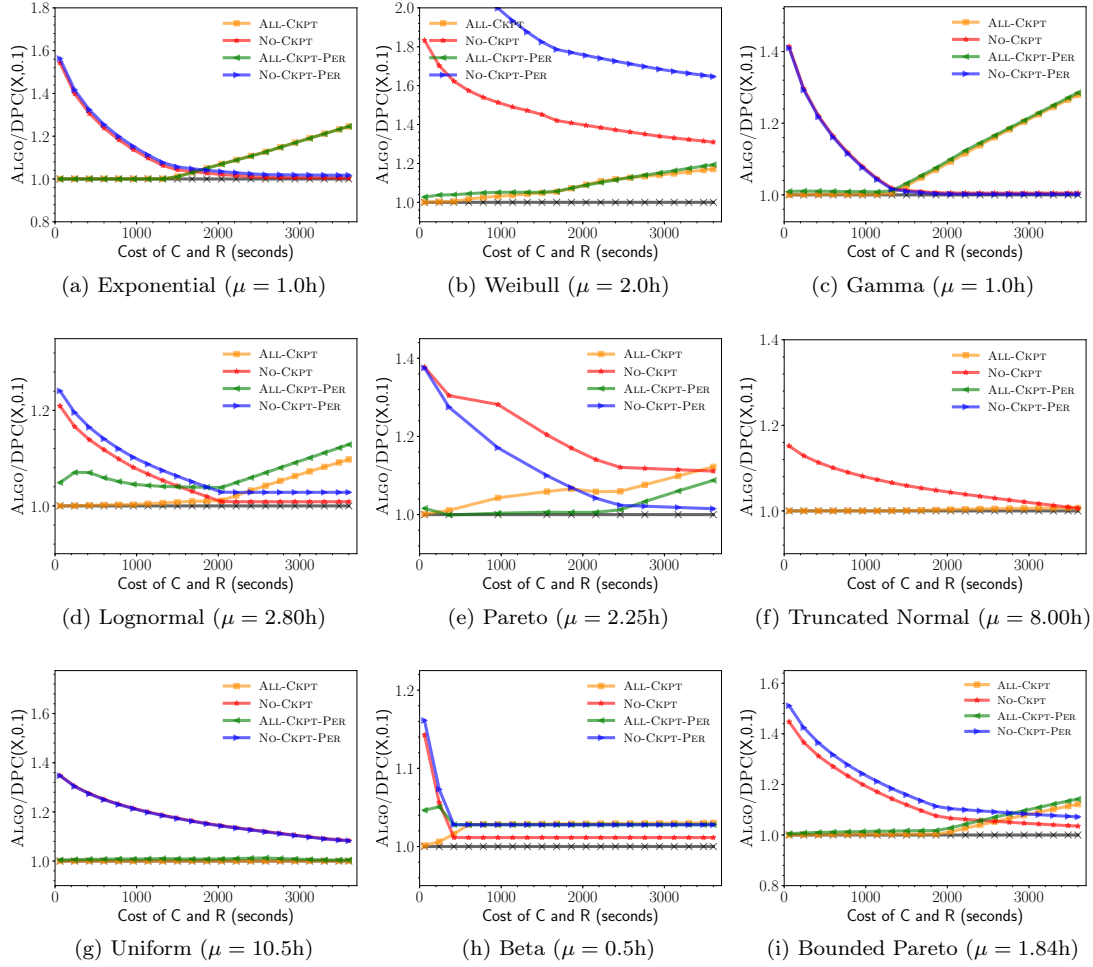 1.8
1.6
1.4
1.2
1.0
0.8
ALGO/DPC(X,0.1)
ALL-CKPT
NO-CKPT
ALL-CKPT-PER
NO-CKPT-PER
0 1000 2000 3000
Cost of C and R (seconds)
(a) Exponential (μ = 1.0h)
2.0
1.8
1.6
1.4
1.2
1.0
ALGO/DPC(X,0.1)
ALL-CKPT
NO-CKPT
ALL-CKPT-PER
NO-CKPT-PER
0 1000 2000 3000
Cost of C and R (seconds)
(b) Weibull (μ = 2.0h)
1.4
1.2
1.0
ALGO/DPC(X,0.1)
ALL-CKPT
NO-CKPT
ALL-CKPT-PER
NO-CKPT-PER
0 1000 2000 3000
Cost of C and R (seconds)
(c) Gamma (μ = 1.0h)
1.2
1.0
ALGO/DPC(X,0.1)
ALL-CKPT
NO-CKPT
ALL-CKPT-PER
NO-CKPT-PER
0 1000 2000 3000
Cost of C and R (seconds)
(d) Lognormal (μ = 2.80h)
1.4
1.2
1.0
ALGO/DPC(X,0.1)
ALL-CKPT
NO-CKPT
ALL-CKPT-PER
NO-CKPT-PER
0 1000 2000 3000
Cost of C and R (seconds)
(e) Pareto (μ = 2.25h)
1.4
1.2
1.0
ALGO/DPC(X,0.1)
ALL-CKPT
NO-CKPT
ALL-CKPT-PER
NO-CKPT-PER
0 1000 2000 3000
Cost of C and R (seconds)
(f) Truncated Normal (μ = 8.00h)
1.6
1.4
1.2
1.0
ALGO/DPC(X,0.1)
ALL-CKPT
NO-CKPT
ALL-CKPT-PER
NO-CKPT-PER
0 1000 2000 3000
Cost of C and R (seconds)
(g) Uniform (μ = 10.5h)
1.2
1.1
1.0
ALGO/DPC(X,0.1)
ALL-CKPT
NO-CKPT
ALL-CKPT-PER
NO-CKPT-PER
0 1000 2000 3000
Cost of C and R (seconds)
(h) Beta (μ = 0.5h)
1.6
1.4
1.2
1.0
0.8
ALGO/DPC(X,0.1)
ALL-CKPT
NO-CKPT
ALL-CKPT-PER
NO-CKPT-PER
0 1000 2000 3000
Cost of C and R (seconds)
(i) Bounded Pareto (μ = 1.84h)